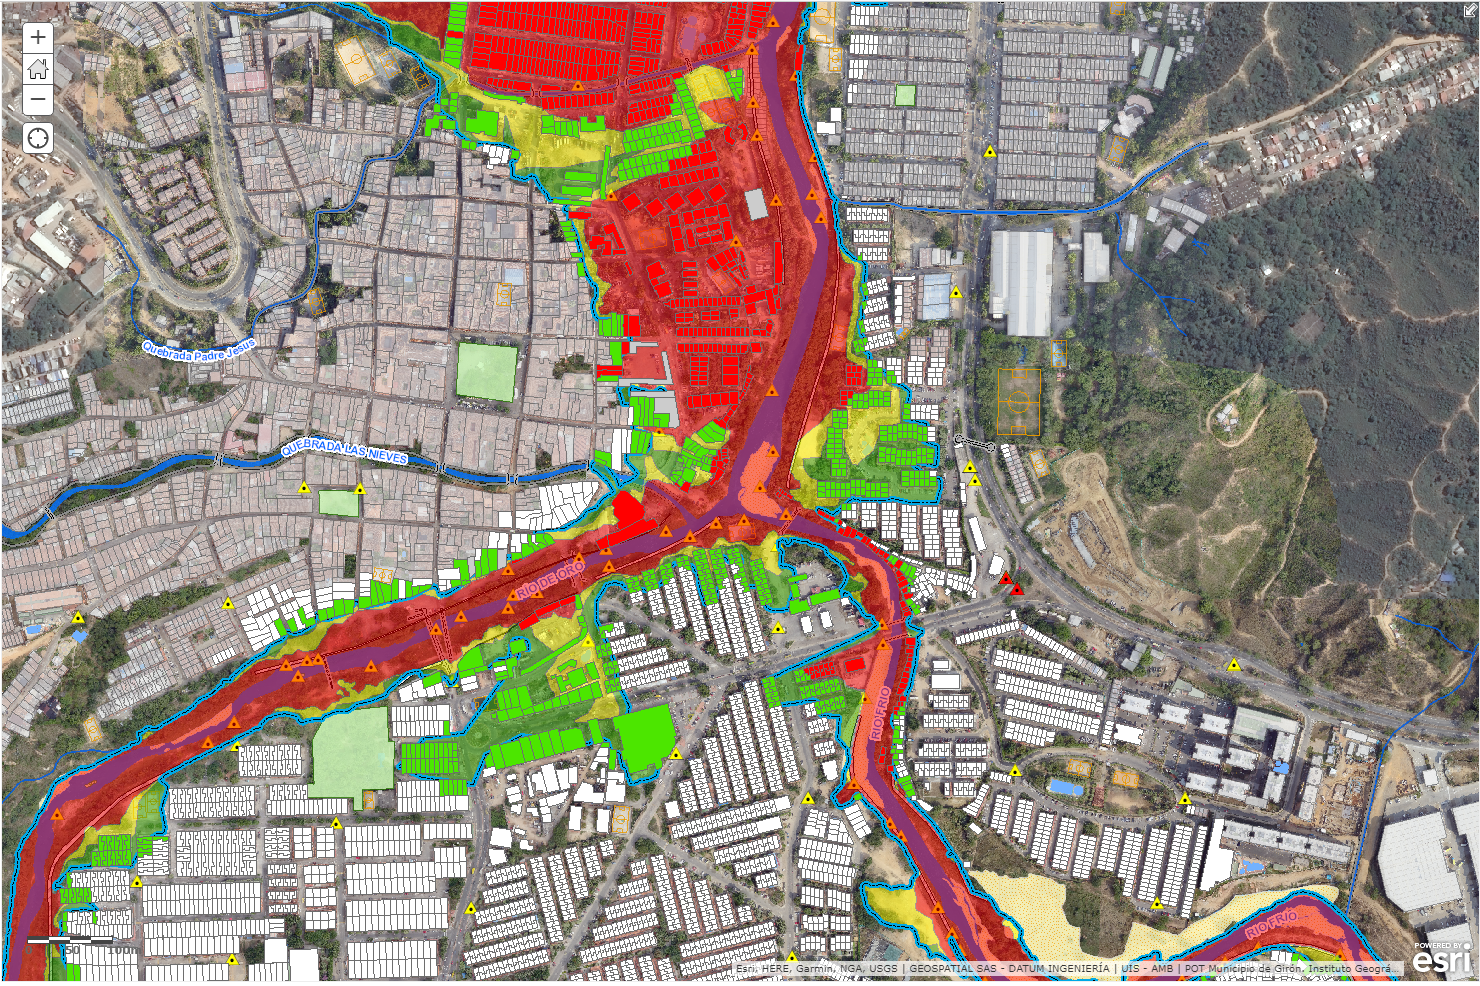 +
−
Quebrada Padre Jesus
QUEBRADA LAS NIEVES
RIO DE ORO
RIO FRIO
RIO FRIO
50
100m
POWERED BY
esri
Esri, HERE, Garmin, NGA, USGS | GEOSPATIAL SAS - DATUM INGENIERÍA | UIS - AMB | POT Municipio de Girón, Instituto Geográ...